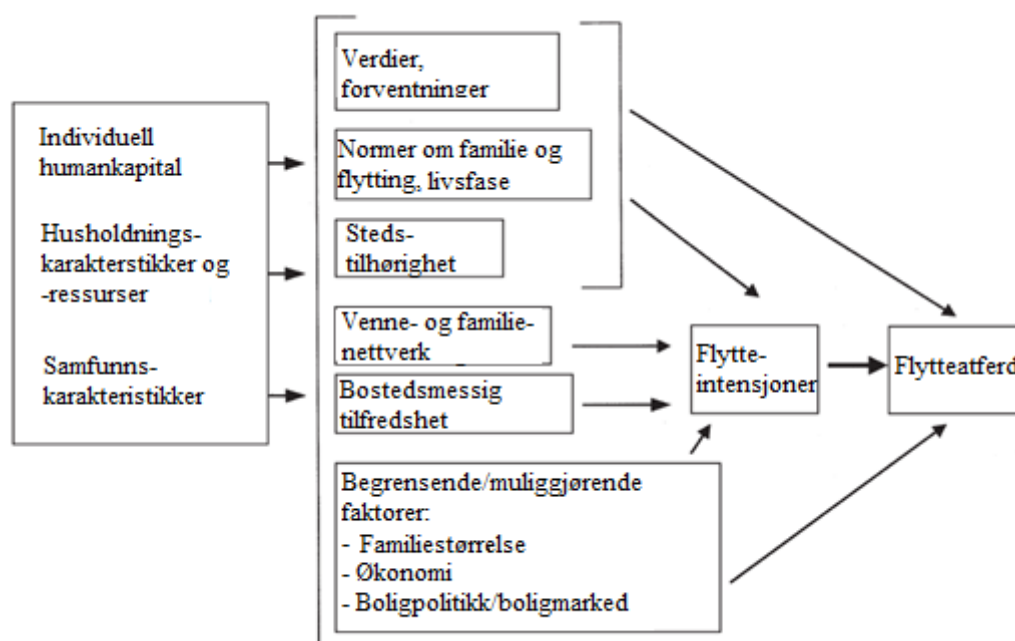 Individuell
humankapital
Husholdnings-
karakterstikker og
-ressurser
Samfunns-
karakteristikker
Verdier,
forventninger
Normer om familie og
flytting, livsfase
Steds-
tilhørighet
Venne- og familie-
nettverk
Bostedsmessig
tilfredshet
Begrensende/muliggjørende
faktorer:
- Familiestørrelse
- Økonomi
- Boligpolitikk/boligmarked
Flytte-
intensjoner
Flytteatferd